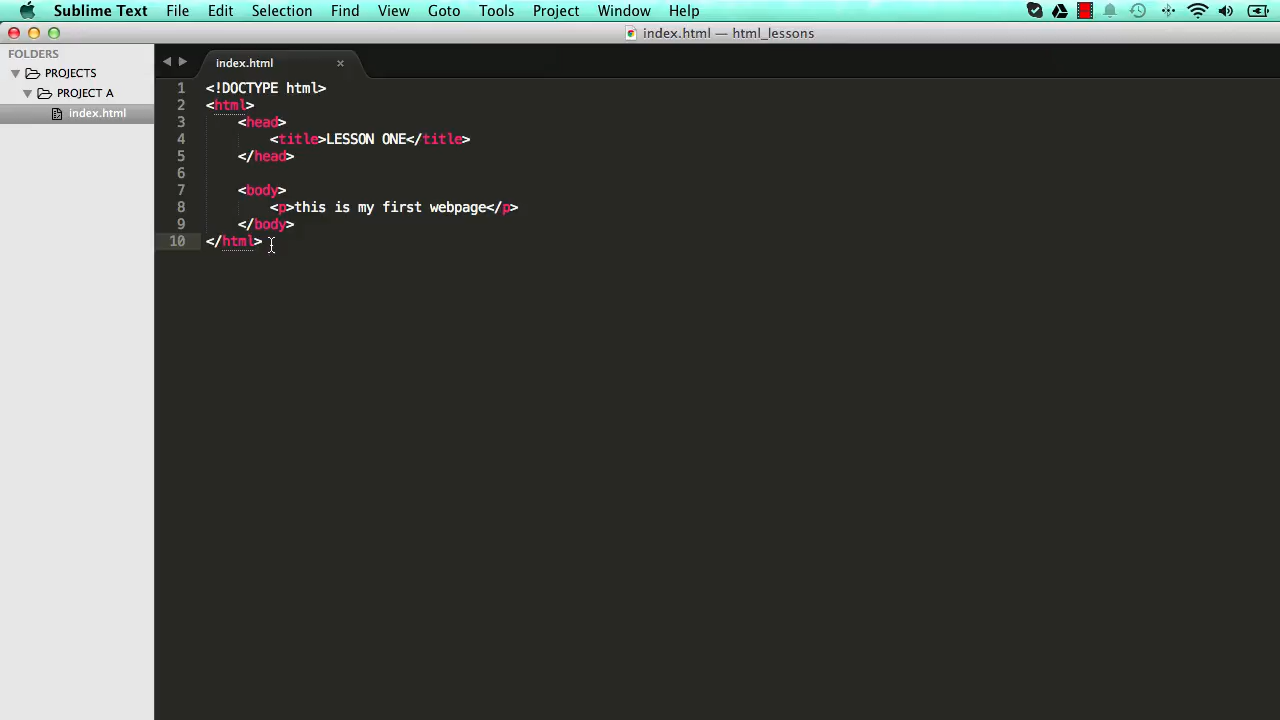 Sublime Text File Edit Selection Find View Goto Tools Project Window Help
index.html — html_lessons
FOLDERS
PROJECTS
PROJECT A
index.html
index.html ×
1 <!DOCTYPE html>
2 <html>
3 <head>
4 <title>LESSON ONE</title>
5 </head>
6
7 <body>
8 <p>this is my first webpage</p>
9 </body>
10 </html>